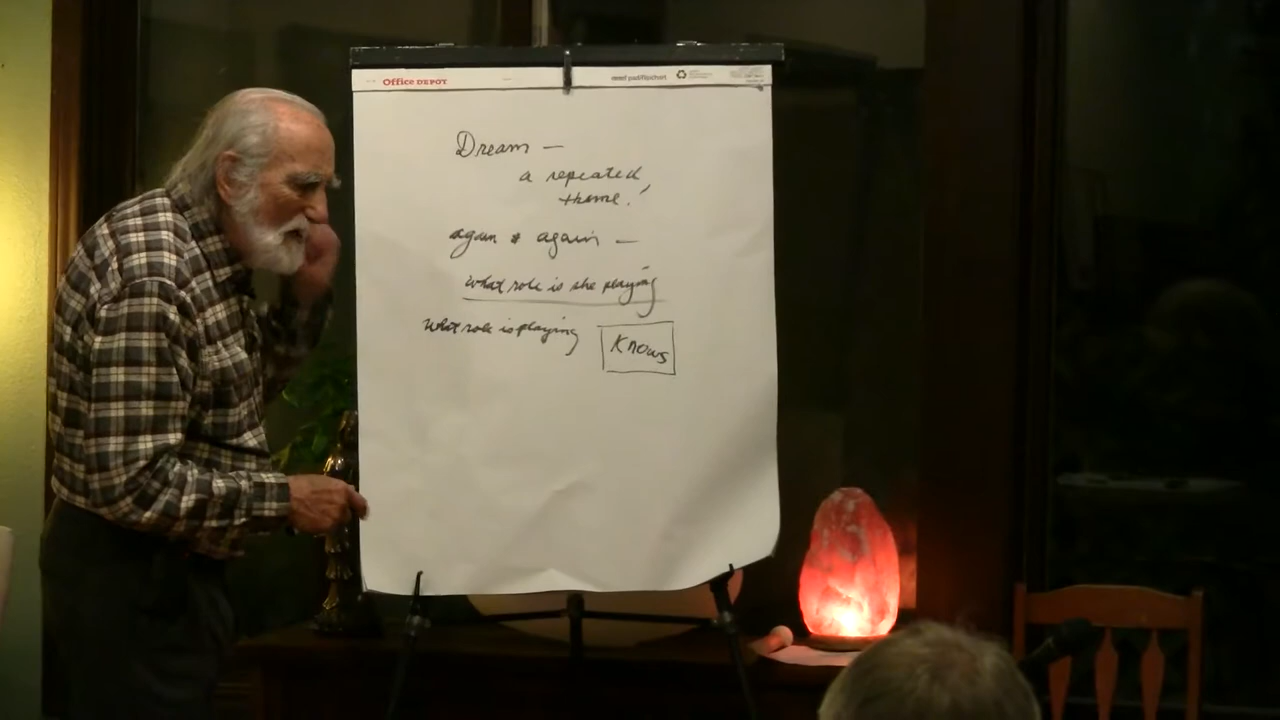 Office DEPOT
Dream —
a repeated
theme!
again & again —
what role is she playing
what role is playing
Knows